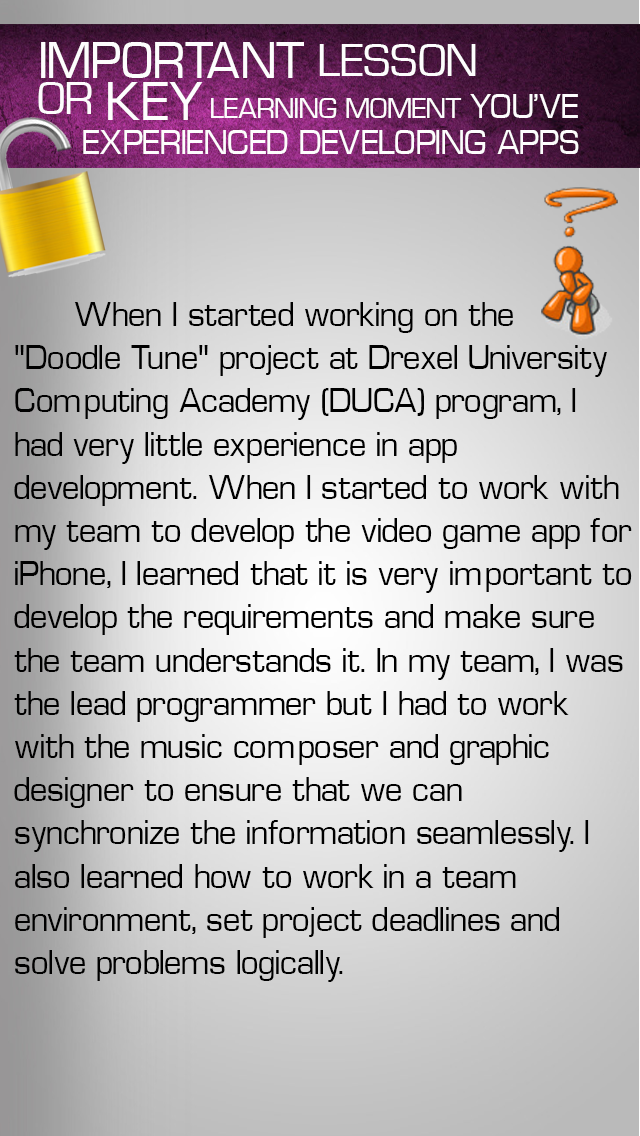 IMPORTANT LESSON
OR KEY LEARNING MOMENT YOU'VE
EXPERIENCED DEVELOPING APPS
When I started working on the
"Doodle Tune" project at Drexel University
Computing Academy (DUCA) program, I
had very little experience in app
development. When I started to work with
my team to develop the video game app for
iPhone, I learned that it is very important to
develop the requirements and make sure
the team understands it. In my team, I was
the lead programmer but I had to work
with the music composer and graphic
designer to ensure that we can
synchronize the information seamlessly. I
also learned how to work in a team
environment, set project deadlines and
solve problems logically.